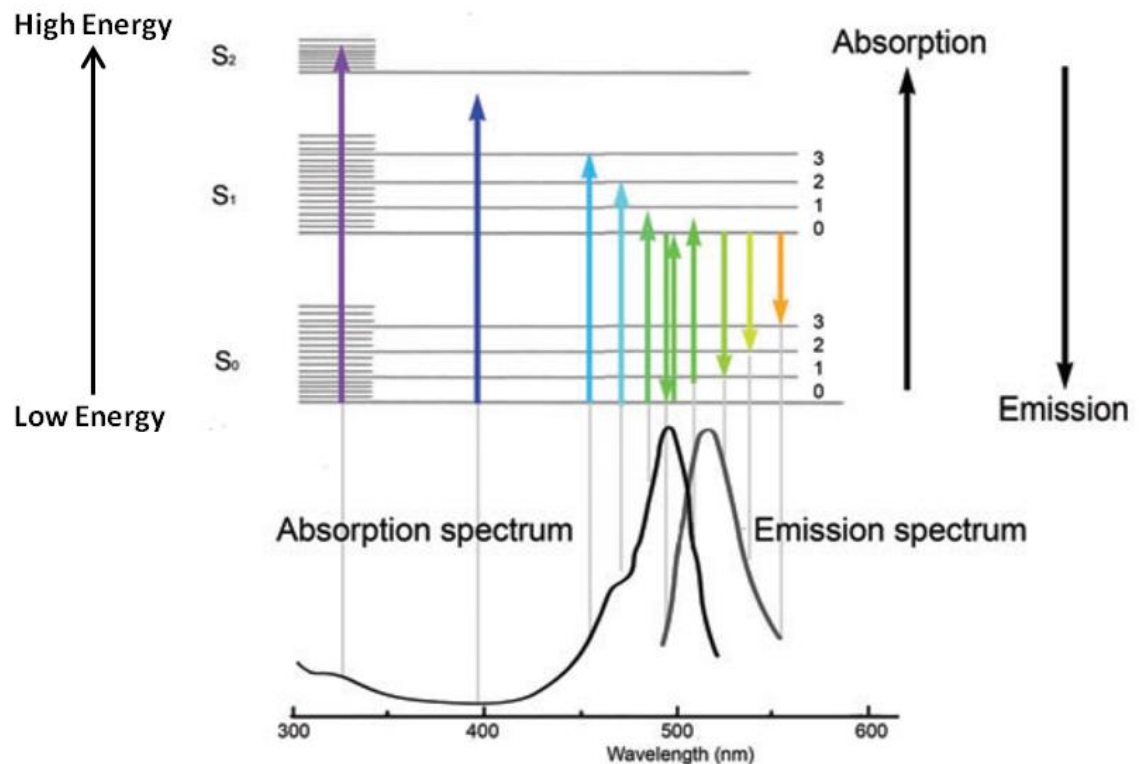 High Energy
S₂
Absorption
3
2
S₁
1
0
3
2
S₀
1
0
Low Energy
Emission
Absorption spectrum
Emission spectrum
300
400
500
600
Wavelength (nm)